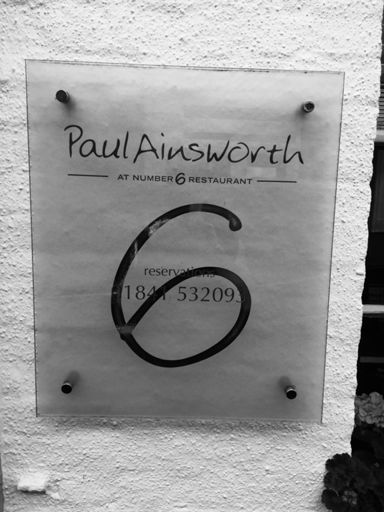 Paul Ainsworth
AT NUMBER 6 RESTAURANT
6
reservations
1841 532093